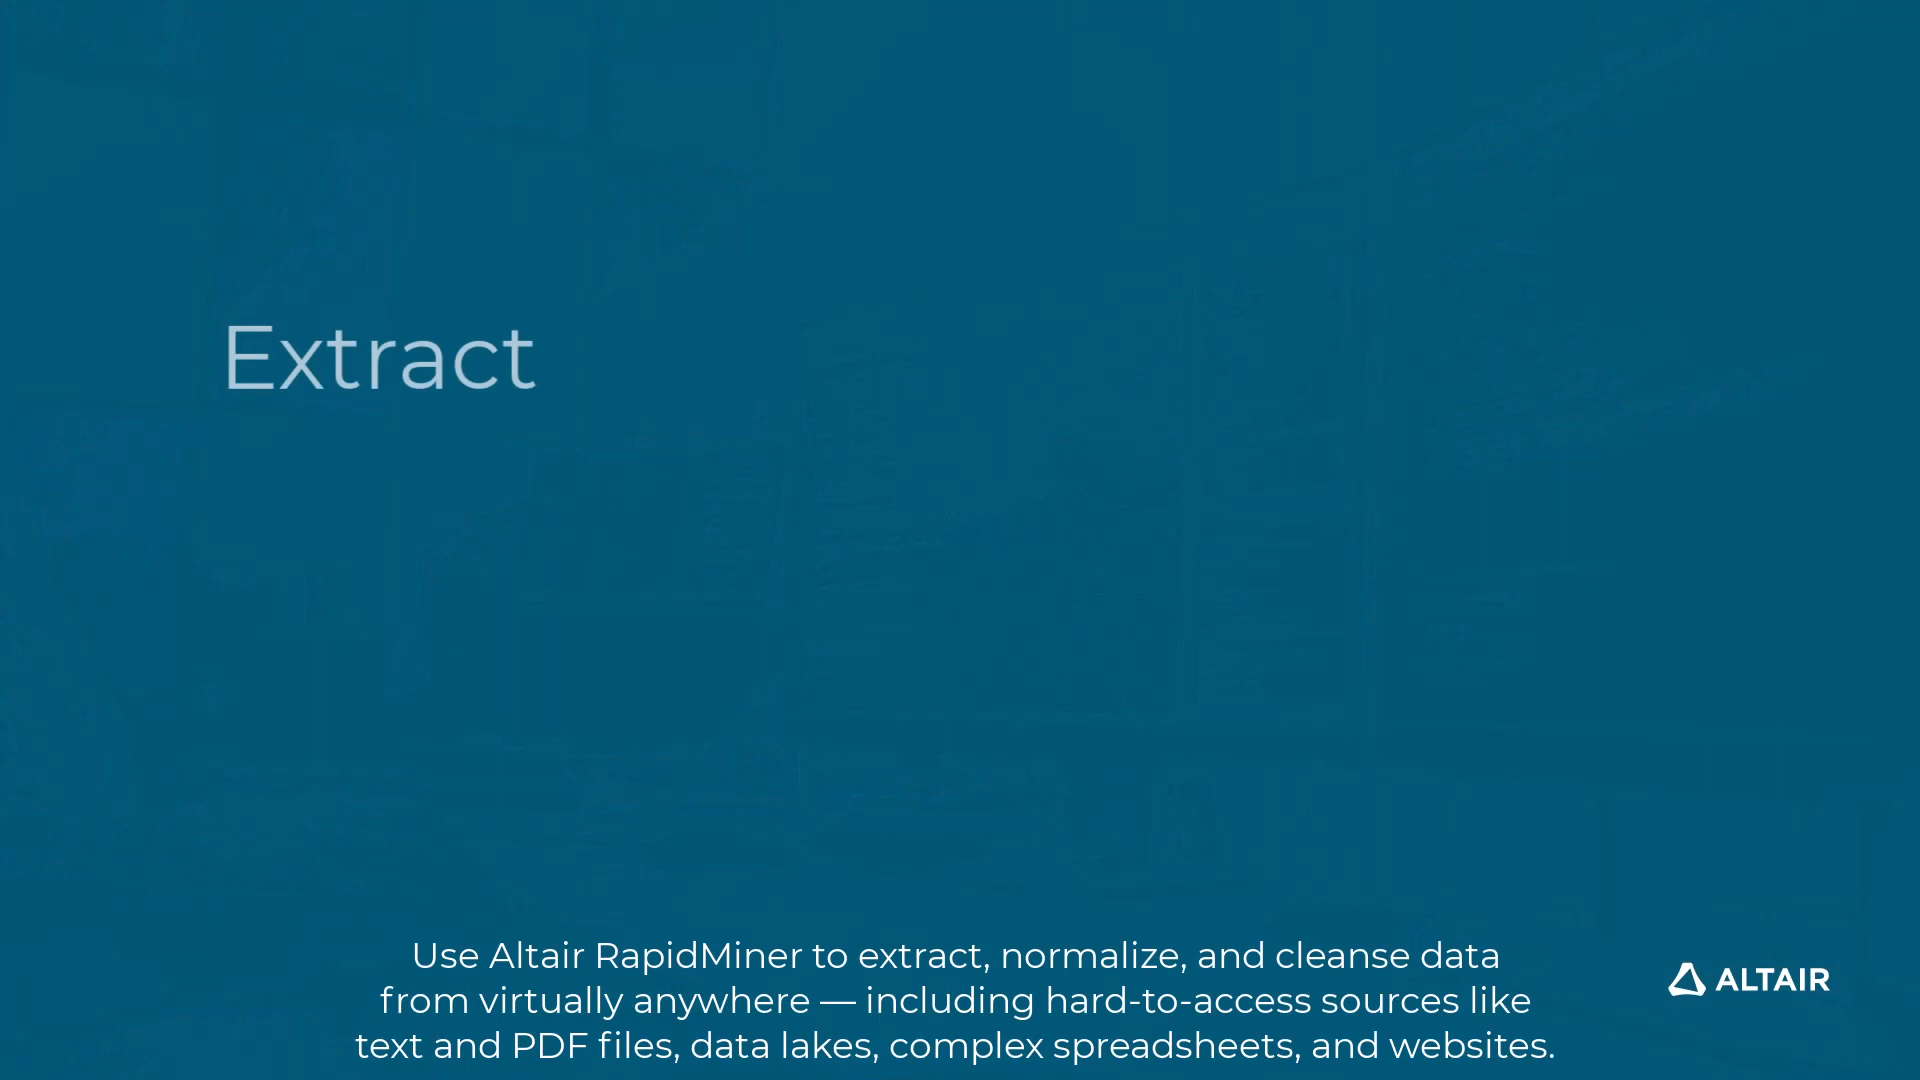 Extract
Use Altair RapidMiner to extract, normalize, and cleanse data
from virtually anywhere — including hard-to-access sources like
text and PDF files, data lakes, complex spreadsheets, and websites.
ALTAIR